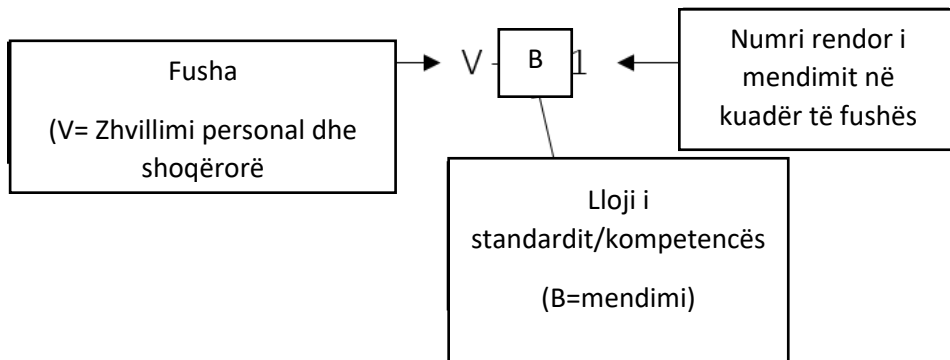 Fusha
(V= Zhvillimi personal dhe
shoqërorë
V -
B
1
Numri rendor i
mendimit në
kuadër të fushës
Lloji i
standardit/kompetencës
(B=mendimi)